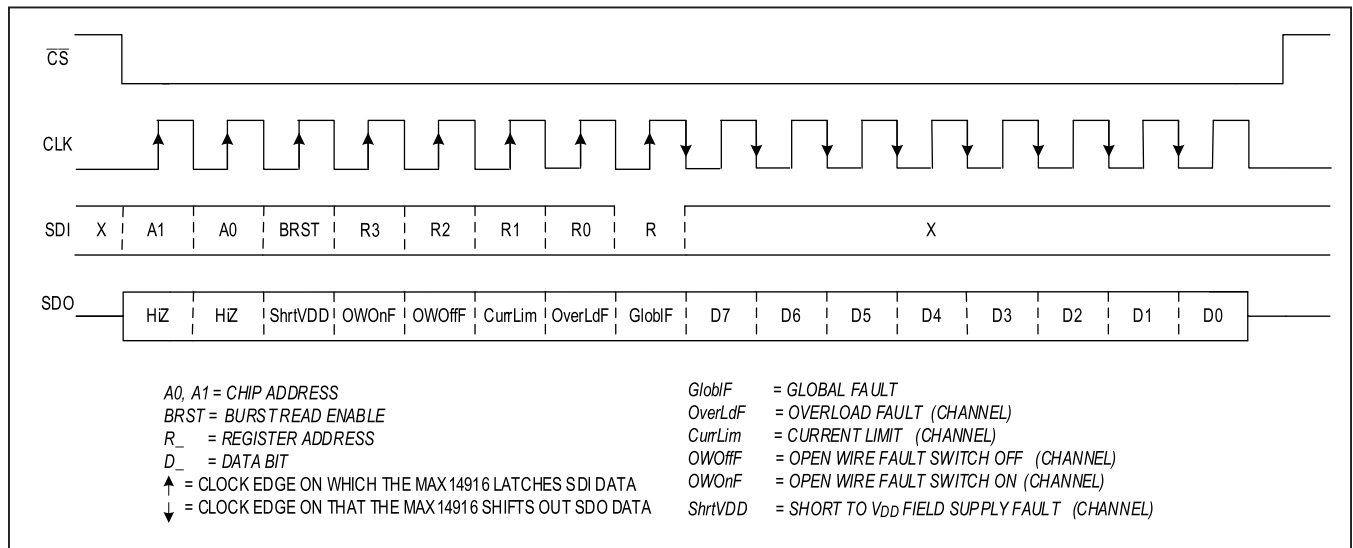 CS
CLK
SDI X A1 A0 BRST R3 R2 R1 R0 R X
SDO HiZ HiZ ShrtVDD OWOnF OWOffF CurrLim OverLdF GloblF D7 D6 D5 D4 D3 D2 D1 D0
A0, A1 = CHIP ADDRESS
BRST = BURST READ ENABLE
R_ = REGISTER ADDRESS
D_ = DATA BIT
↑ = CLOCK EDGE ON WHICH THE MAX14916 LATCHES SDI DATA
↓ = CLOCK EDGE ON THAT THE MAX14916 SHIFTS OUT SDO DATA
GloblF = GLOBAL FAULT
OverLdF = OVERLOAD FAULT (CHANNEL)
CurrLim = CURRENT LIMIT (CHANNEL)
OWOffF = OPEN WIRE FAULT SWITCH OFF (CHANNEL)
OWOnF = OPEN WIRE FAULT SWITCH ON (CHANNEL)
ShrtVDD = SHORT TO VDD FIELD SUPPLY FAULT (CHANNEL)